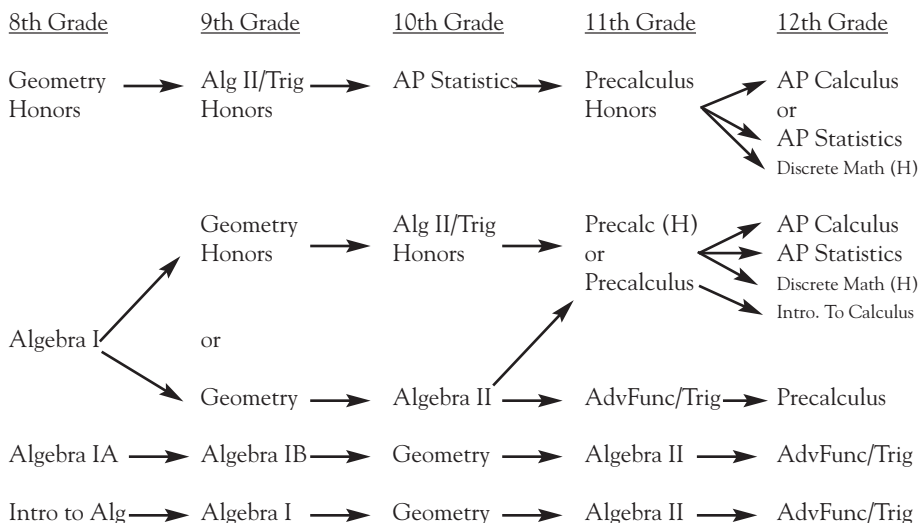 8th Grade 9th Grade 10th Grade 11th Grade 12th Grade
Geometry Alg II/Trig AP Statistics Precalculus AP Calculus
Honors Honors Honors or
AP Statistics
Discrete Math (H)
Geometry Alg II/Trig Precalc (H) AP Calculus
Honors Honors or AP Statistics
Precalculus Discrete Math (H)
Intro. To Calculus
Algebra I or
Geometry Algebra II AdvFunc/Trig Precalculus
Algebra IA Algebra IB Geometry Algebra II AdvFunc/Trig
Intro to Alg Algebra I Geometry Algebra II AdvFunc/Trig